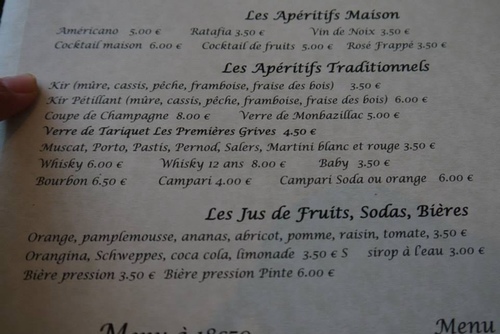 Les Apéritifs Maison
Américano 5.00 € Ratafia 3.50 € Vin de Noix 3.50 €
Cocktail maison 6.00 € Cocktail de fruits 5.00 € Rosé Frappé 3.50 €
Les Apéritifs Traditionnels
Kir (mûre, cassis, pêche, framboise, fraise des bois) 3.50 €
Kir Pétillant (mûre, cassis, pêche, framboise, fraise des bois) 6.00 €
Coupe de Champagne 8.00 € Verre de Monbazillac 5.00 €
Verre de Tariquet Les Premières Grives 4.50 €
Muscat, Porto, Pastis, Pernod, Salers, Martini blanc et rouge 3.50 €
Whisky 6.00 € Whisky 12 ans 8.00 € Baby 3.50 €
Bourbon 6.50 € Campari 4.00 € Campari Soda ou orange 6.00 €
Les Jus de Fruits, Sodas, Bières
Orange, pamplemousse, ananas, abricot, pomme, raisin, tomate, 3.50 €
Orangina, Schweppes, coca cola, limonade 3.50 € S sirop à l'eau 3.00 €
Bière pression 3.50 € Bière pression Pinte 6.00 €
Menu à Menu